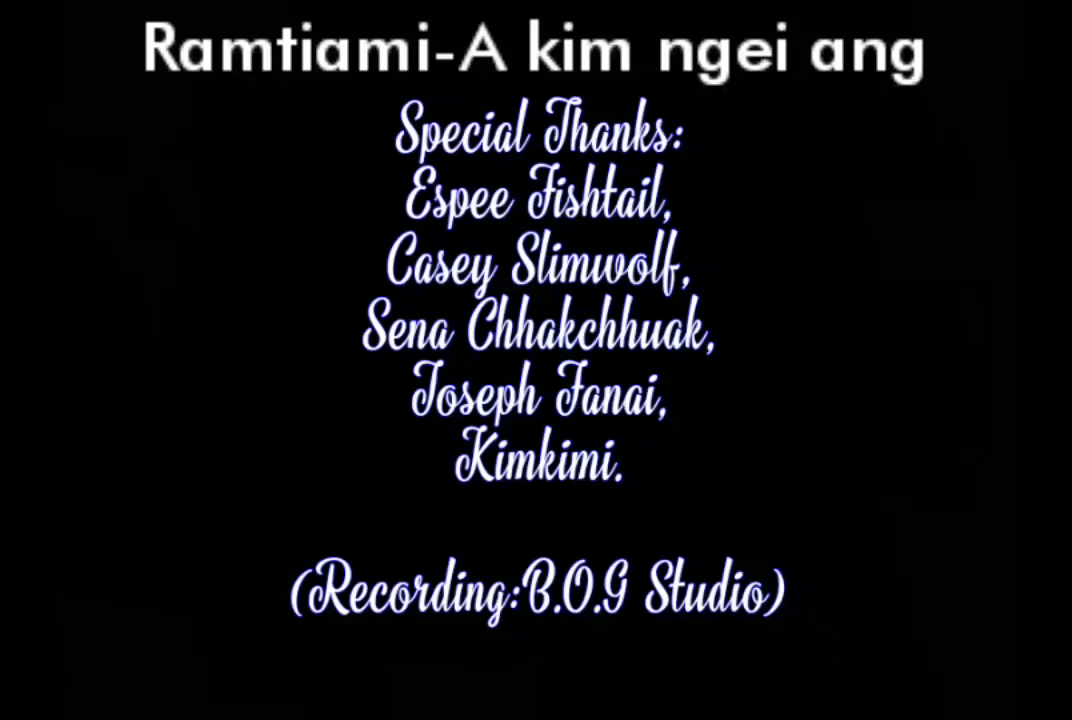 Ramtiami-A kim ngei ang
Special Thanks:
Espee Fishtail,
Casey Slimwolf,
Sena Chhakchhuak,
Joseph Fanai,
Kimkimi.
(Recording:B.O.G Studio)